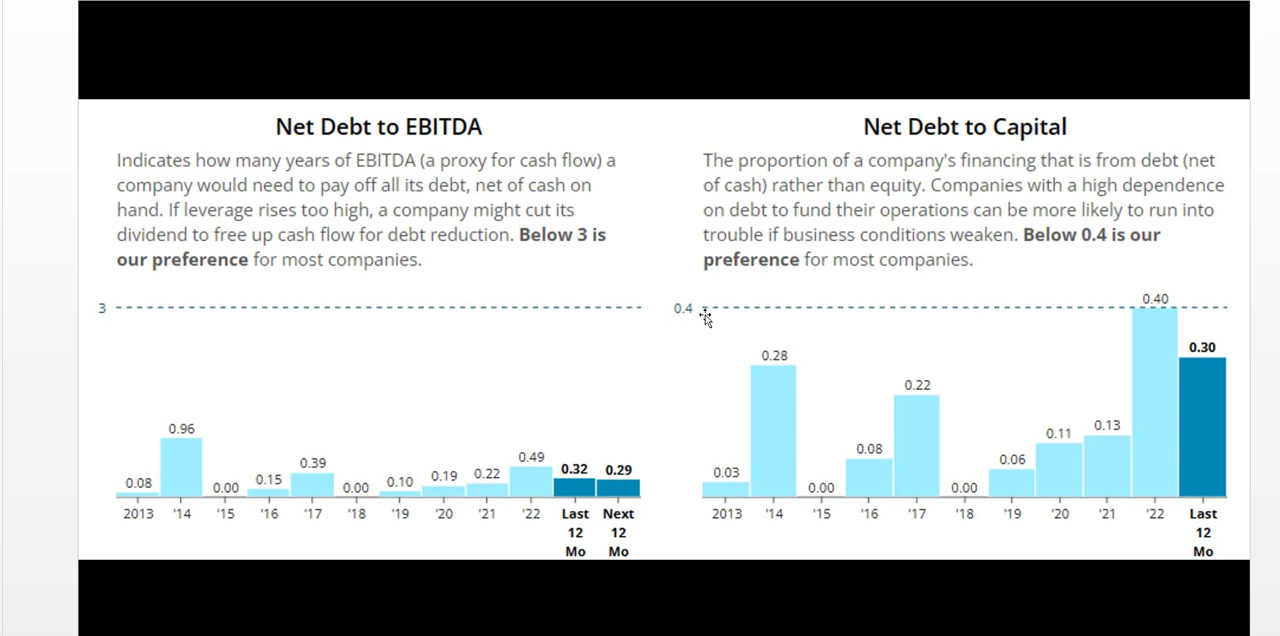 Net Debt to EBITDA
Indicates how many years of EBITDA (a proxy for cash flow) a
company would need to pay off all its debt, net of cash on
hand. If leverage rises too high, a company might cut its
dividend to free up cash flow for debt reduction. Below 3 is
our preference for most companies.
3
0.08
0.96
0.00
0.15
0.39
0.00
0.10
0.19
0.22
0.49
0.32
0.29
2013 '14 '15 '16 '17 '18 '19 '20 '21 '22 Last Next
12 12
Mo Mo
Net Debt to Capital
The proportion of a company's financing that is from debt (net
of cash) rather than equity. Companies with a high dependence
on debt to fund their operations can be more likely to run into
trouble if business conditions weaken. Below 0.4 is our
preference for most companies.
0.4
0.03
0.28
0.00
0.08
0.22
0.00
0.06
0.11
0.13
0.40
0.30
2013 '14 '15 '16 '17 '18 '19 '20 '21 '22 Last
12
Mo